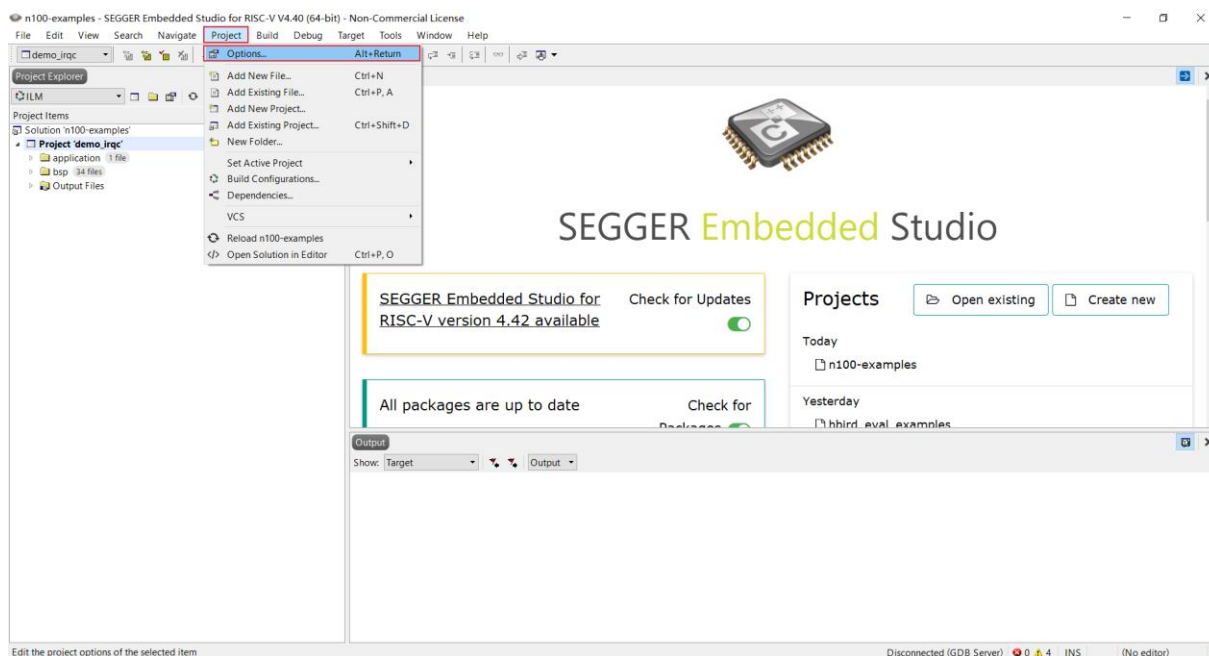 n100-examples - SEGGER Embedded Studio for RISC-V V4.40 (64-bit) - Non-Commercial License
File Edit View Search Navigate Project Build Debug Target Tools Window Help
demo_irqc
Options... Alt+Return
Project Explorer
Add New File... Ctrl+N
ILM
Add Existing File... Ctrl+P, A
Add New Project...
Project Items
Add Existing Project... Ctrl+Shift+D
Solution 'n100-examples'
New Folder...
Project 'demo_irqc'
application 1 file
Set Active Project
bsp 34 files
Build Configurations...
Output Files
Dependencies...
VCS
Reload n100-examples
Open Solution in Editor Ctrl+P, O
SEGGER Embedded Studio
SEGGER Embedded Studio for Check for Updates
RISC-V version 4.42 available
Projects Open existing Create new
Today
n100-examples
All packages are up to date Check for
Packages
Yesterday
hbird_eval_examples
Output
Show: Target Output
Edit the project options of the selected item Disconnected (GDB Server) 0 4 INS (No editor)